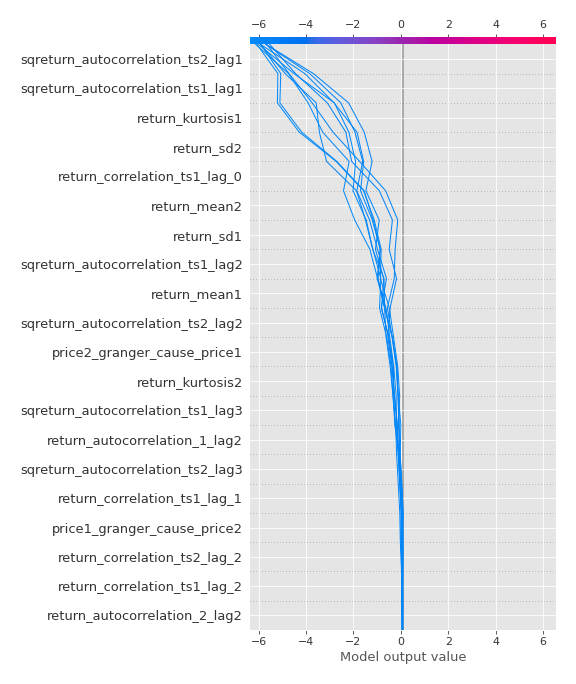 −6 −4 −2 0 2 4 6
sqreturn_autocorrelation_ts2_lag1
sqreturn_autocorrelation_ts1_lag1
return_kurtosis1
return_sd2
return_correlation_ts1_lag_0
return_mean2
return_sd1
sqreturn_autocorrelation_ts1_lag2
return_mean1
sqreturn_autocorrelation_ts2_lag2
price2_granger_cause_price1
return_kurtosis2
sqreturn_autocorrelation_ts1_lag3
return_autocorrelation_1_lag2
sqreturn_autocorrelation_ts2_lag3
return_correlation_ts1_lag_1
price1_granger_cause_price2
return_correlation_ts2_lag_2
return_correlation_ts1_lag_2
return_autocorrelation_2_lag2
−6 −4 −2 0 2 4 6
Model output value